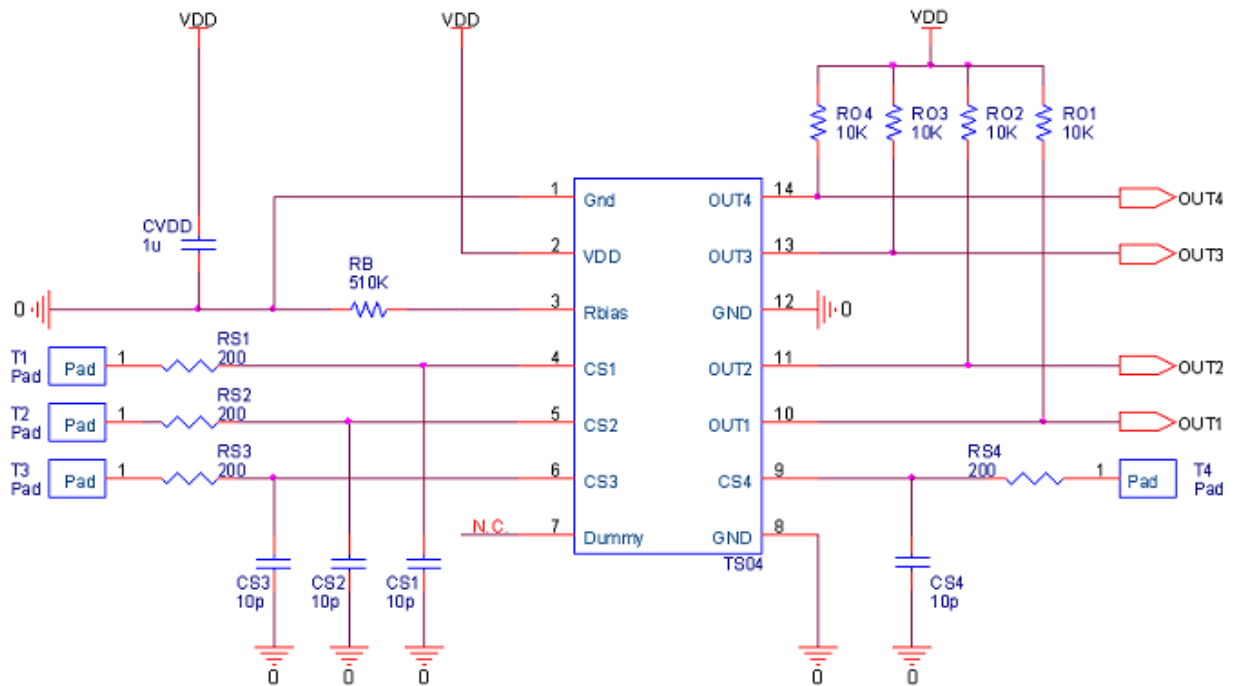 VDD
VDD
VDD
RO4
10K
RO3
10K
RO2
10K
RO1
10K
1
Gnd
OUT4
14
OUT4
CVDD
1u
2
VDD
OUT3
13
OUT3
RB
510K
0
3
Rbias
GND
12
0
T1
Pad
Pad
1
RS1
200
4
CS1
OUT2
11
OUT2
T2
Pad
Pad
1
RS2
200
5
CS2
OUT1
10
OUT1
T3
Pad
Pad
1
RS3
200
6
CS3
CS4
9
RS4
200
1
Pad
T4
Pad
N.C.
7
Dummy
GND
8
TS04
CS3
10p
CS2
10p
CS1
10p
CS4
10p
0
0
0
0
0